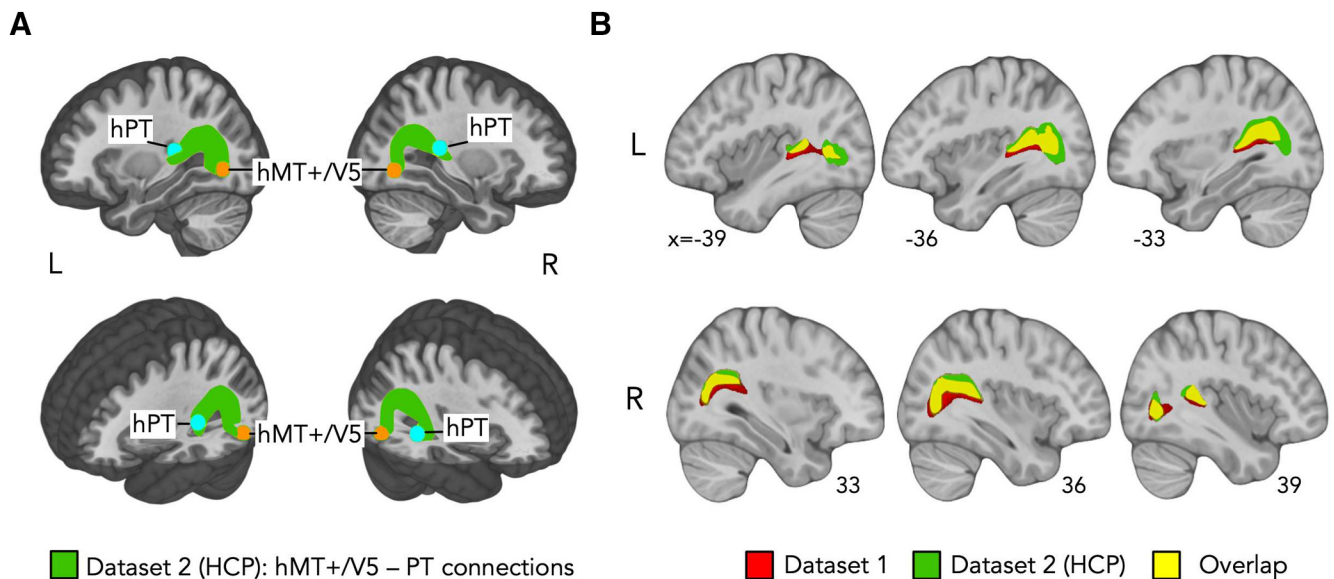 A
B
hPT
hPT
hMT+/V5
L
R
hPT
hMT+/V5
hPT
Dataset 2 (HCP): hMT+/V5 – PT connections
L
x=-39
-36
-33
R
33
36
39
Dataset 1
Dataset 2 (HCP)
Overlap